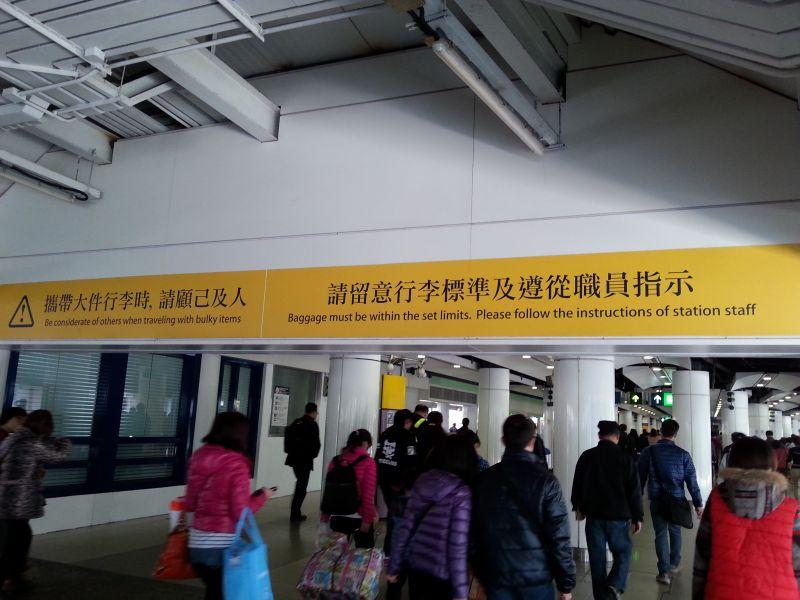 攜帶大件行李時, 請顧己及人
Be considerate of others when traveling with bulky items
請留意行李標準及遵從職員指示
Baggage must be within the set limits. Please follow the instructions of station staff